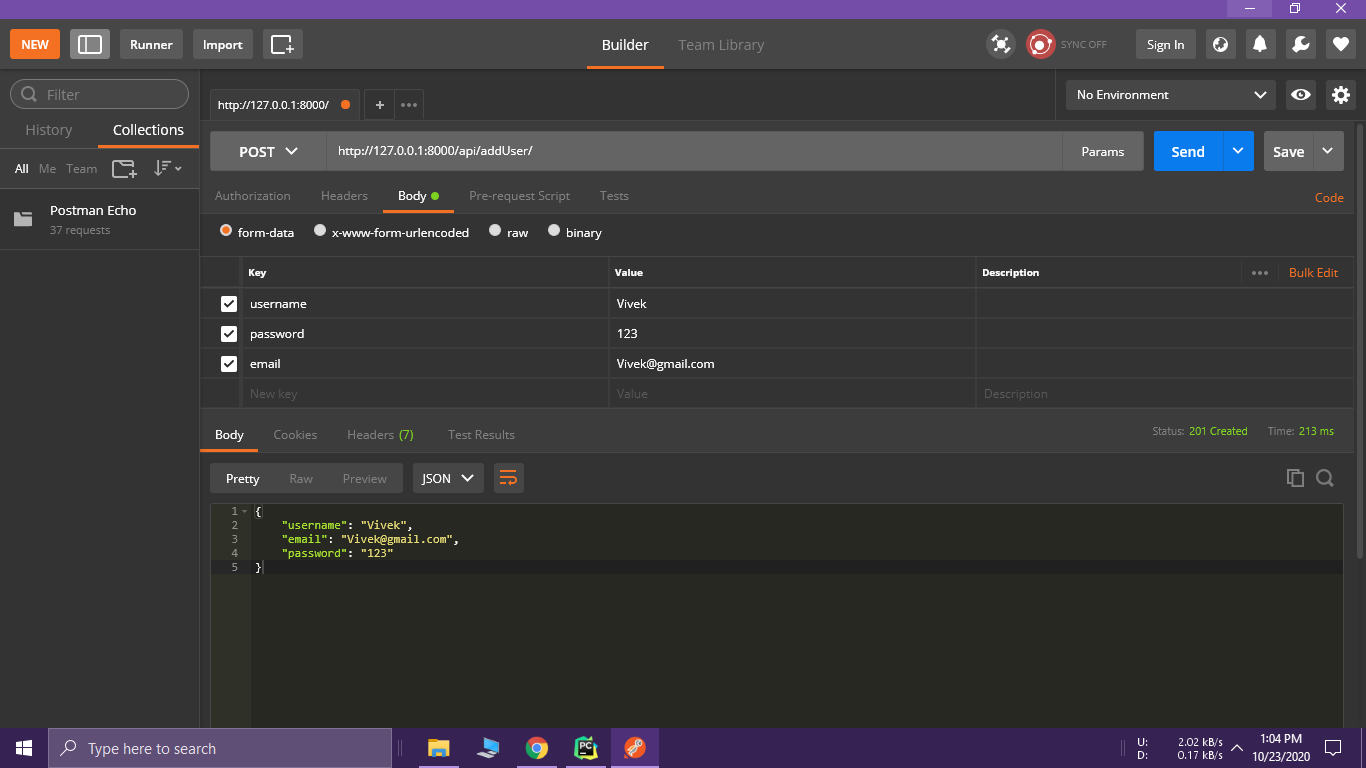 NEW Runner Import Builder Team Library SYNC OFF Sign In
Filter
http://127.0.0.1:8000/ + ••• No Environment
History Collections
All Me Team
Postman Echo
37 requests
POST http://127.0.0.1:8000/api/addUser/ Params Send Save
Authorization Headers Body Pre-request Script Tests Code
form-data x-www-form-urlencoded raw binary
Key Value Description ••• Bulk Edit
username Vivek
password 123
email Vivek@gmail.com
New key Value Description
Body Cookies Headers (7) Test Results Status: 201 Created Time: 213 ms
Pretty Raw Preview JSON
1 {
2 "username": "Vivek",
3 "email": "Vivek@gmail.com",
4 "password": "123"
5 }
Type here to search
PC
U: 2.02 kB/s
D: 0.17 kB/s
1:04 PM
10/23/2020